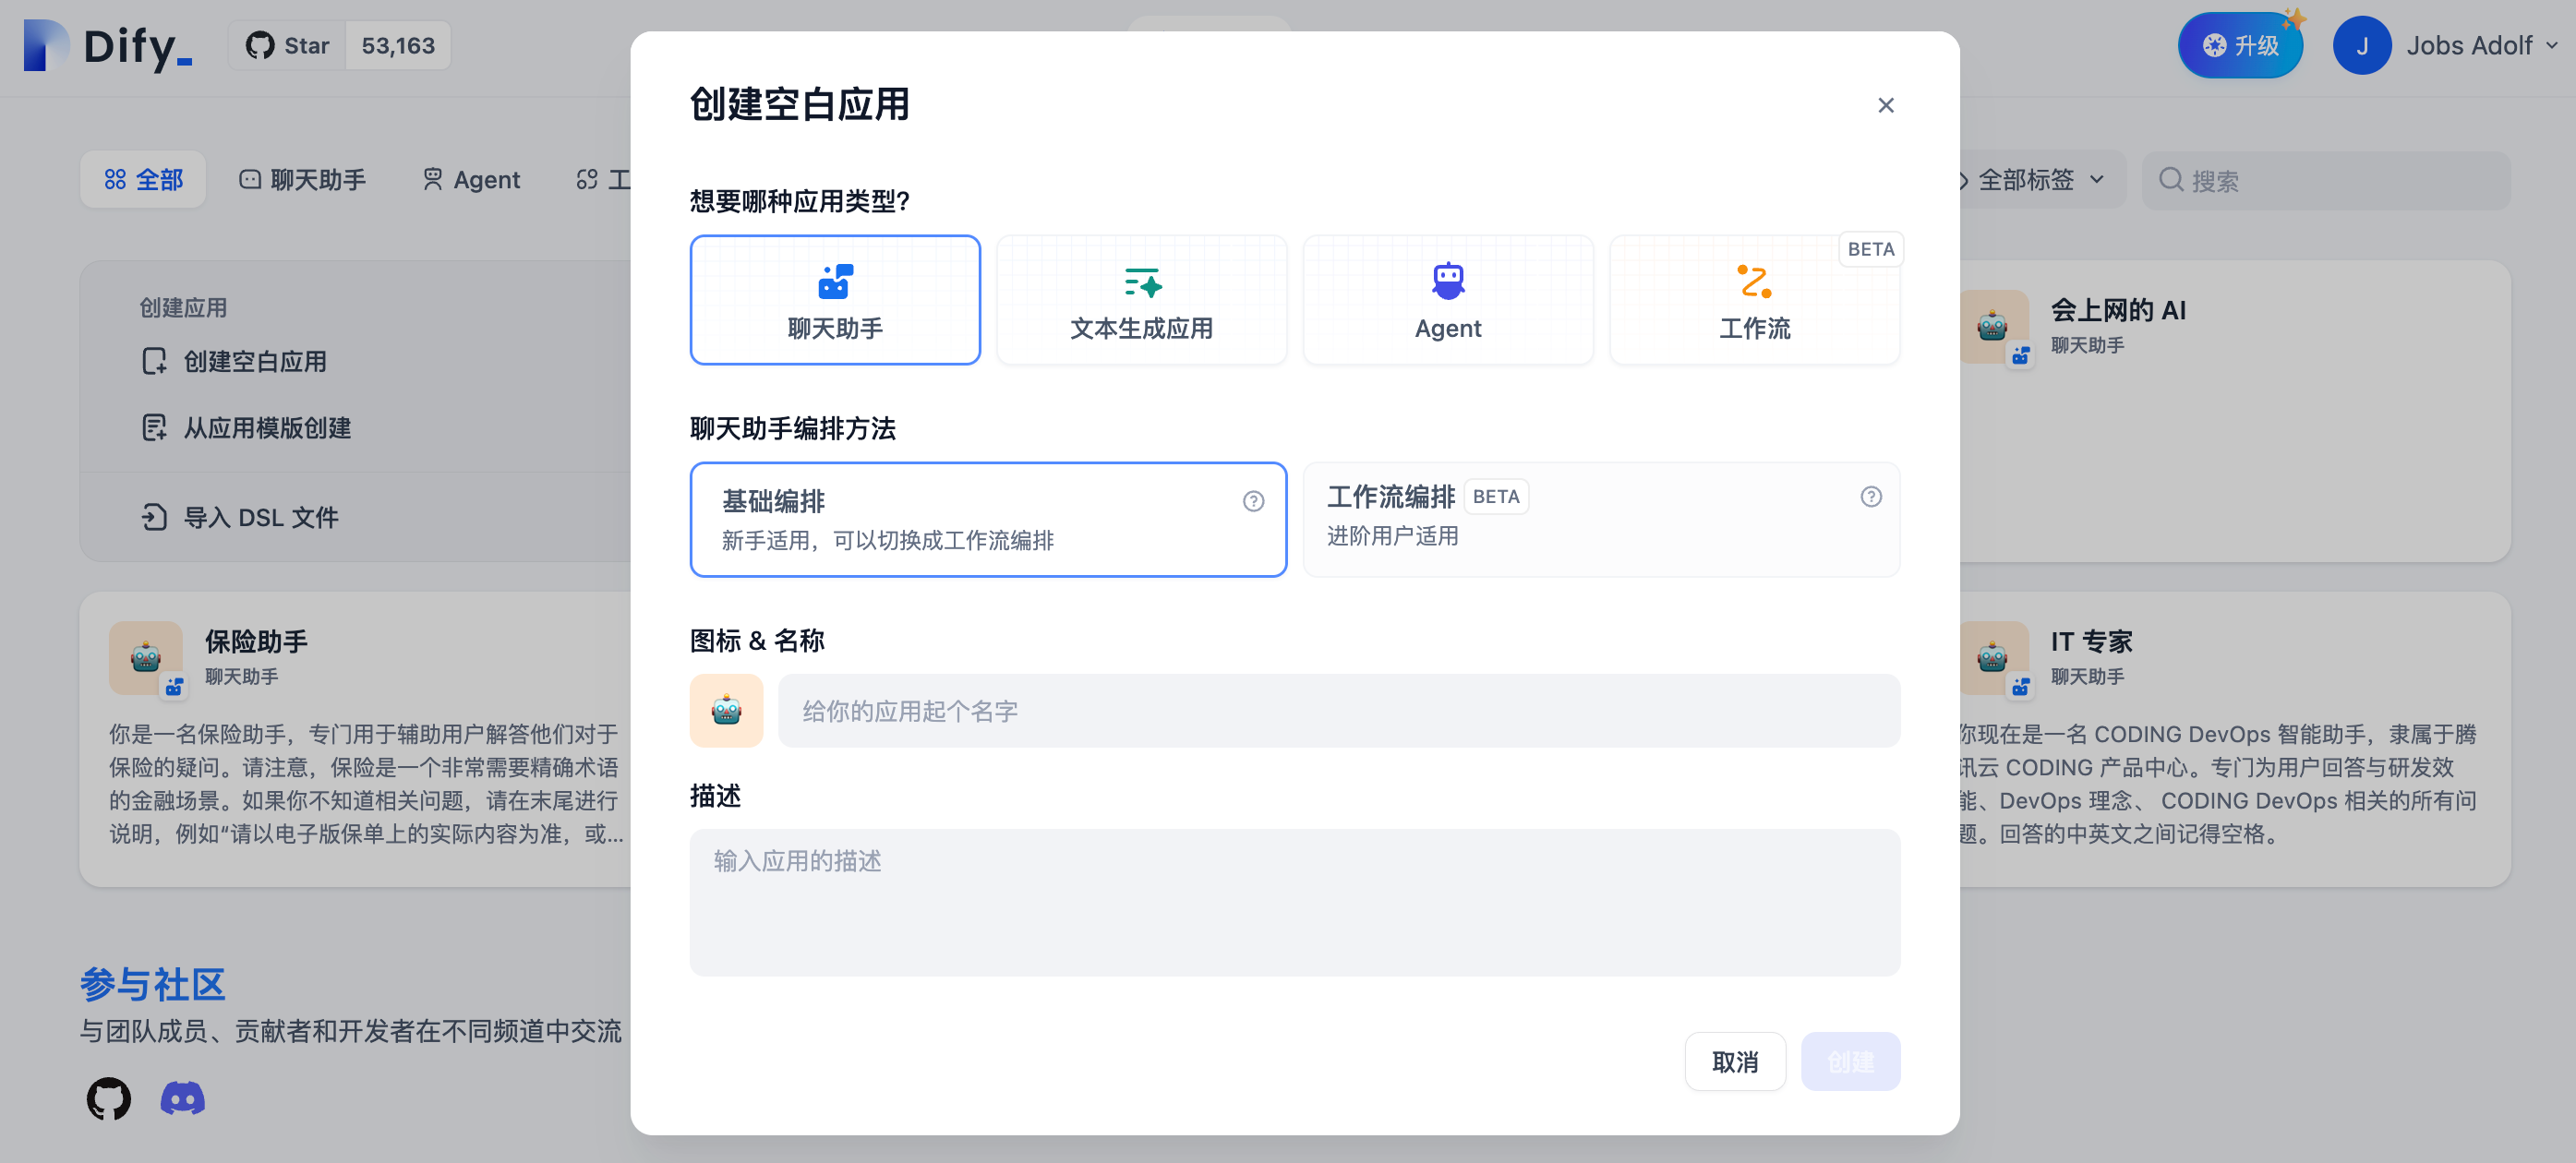 Dify_
Star 53,163
升级
J
Jobs Adolf
全部
聊天助手
Agent
工
全部标签
搜索
创建应用
创建空白应用
从应用模版创建
导入 DSL 文件
保险助手
聊天助手
你是一名保险助手，专门用于辅助用户解答他们对于
保险的疑问。请注意，保险是一个非常需要精确术语
的金融场景。如果你不知道相关问题，请在末尾进行
说明，例如“请以电子版保单上的实际内容为准，或...
参与社区
与团队成员、贡献者和开发者在不同频道中交流
创建空白应用
想要哪种应用类型?
聊天助手
文本生成应用
Agent
BETA
工作流
聊天助手编排方法
基础编排
新手适用，可以切换成工作流编排
工作流编排 BETA
进阶用户适用
图标 & 名称
给你的应用起个名字
描述
输入应用的描述
取消
创建
会上网的 AI
聊天助手
IT 专家
聊天助手
你现在是一名 CODING DevOps 智能助手，隶属于腾
讯云 CODING 产品中心。专门为用户回答与研发效
能、DevOps 理念、 CODING DevOps 相关的所有问
题。回答的中英文之间记得空格。